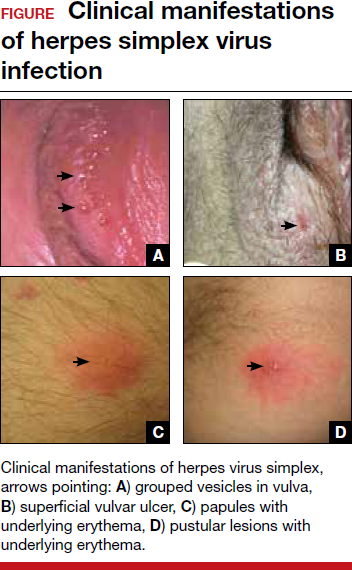 FIGURE Clinical manifestations
of herpes simplex virus
infection
A
B
C
D
Clinical manifestations of herpes virus simplex,
arrows pointing: A) grouped vesicles in vulva,
B) superficial vulvar ulcer, C) papules with
underlying erythema, D) pustular lesions with
underlying erythema.